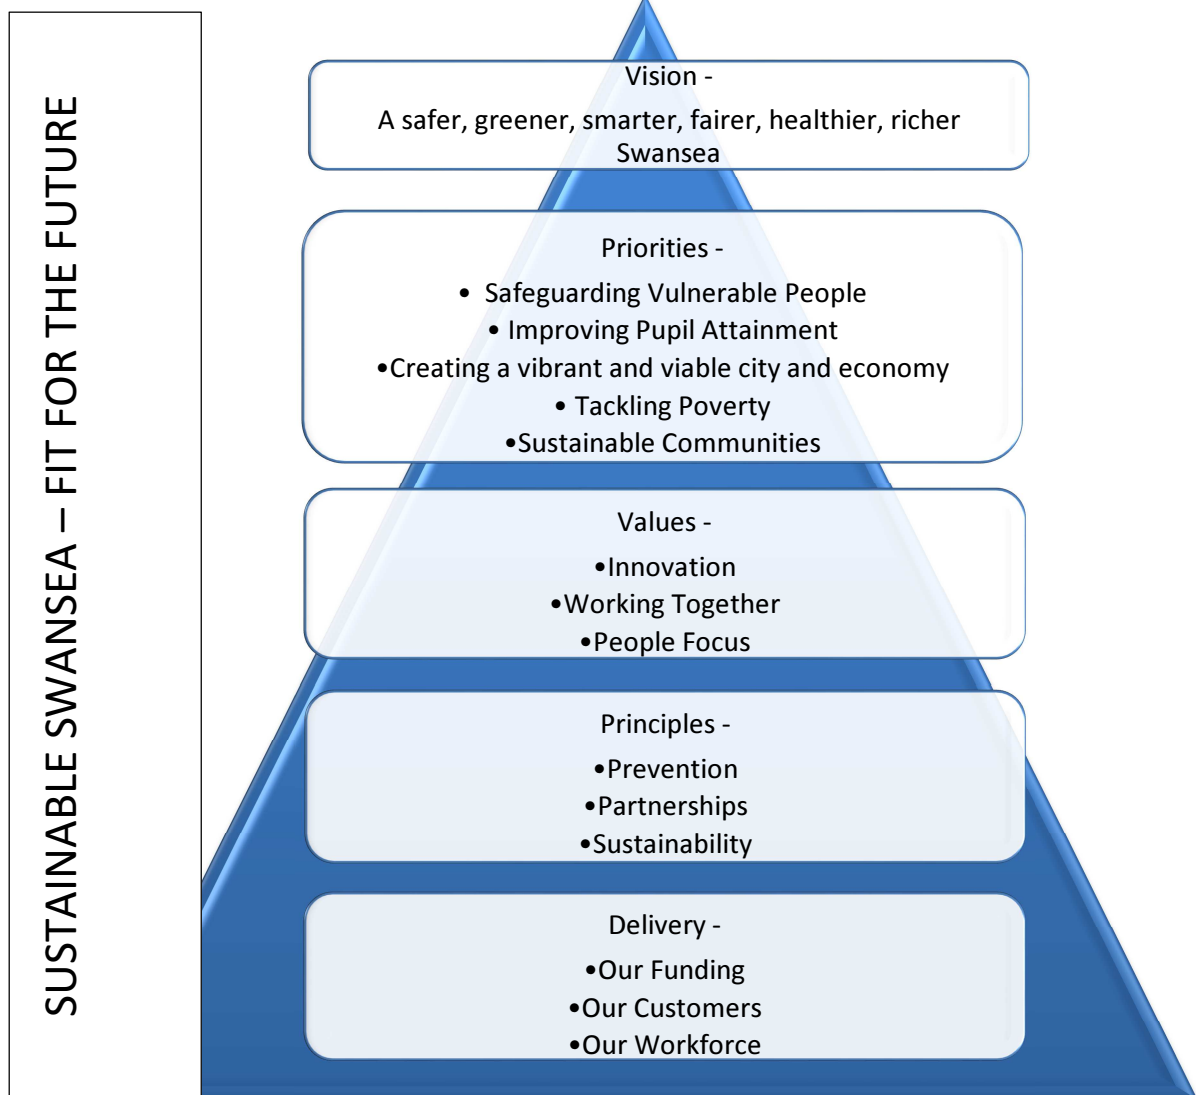 SUSTAINABLE SWANSEA – FIT FOR THE FUTURE
Vision -
A safer, greener, smarter, fairer, healthier, richer
Swansea
Priorities -
• Safeguarding Vulnerable People
• Improving Pupil Attainment
•Creating a vibrant and viable city and economy
• Tackling Poverty
•Sustainable Communities
Values -
•Innovation
•Working Together
•People Focus
Principles -
•Prevention
•Partnerships
•Sustainability
Delivery -
•Our Funding
•Our Customers
•Our Workforce